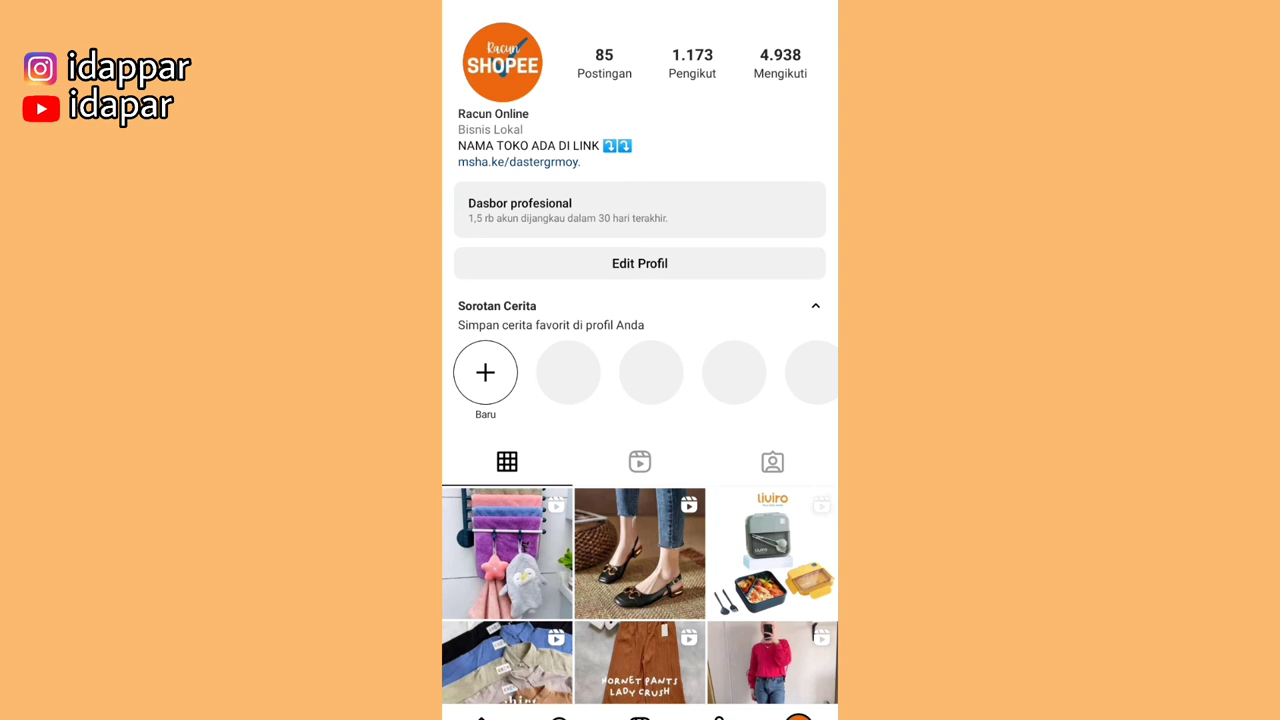 idappar
idapar
Racun
SHOPEE
85
Postingan
1.173
Pengikut
4.938
Mengikuti
Racun Online
Bisnis Lokal
NAMA TOKO ADA DI LINK ⤵️⤵️
msha.ke/dastergrmoy.
Dasbor profesional
1,5 rb akun dijangkau dalam 30 hari terakhir.
Edit Profil
Sorotan Cerita
Simpan cerita favorit di profil Anda
Baru
liviro
HORNET PANTS
LADY CRUSH